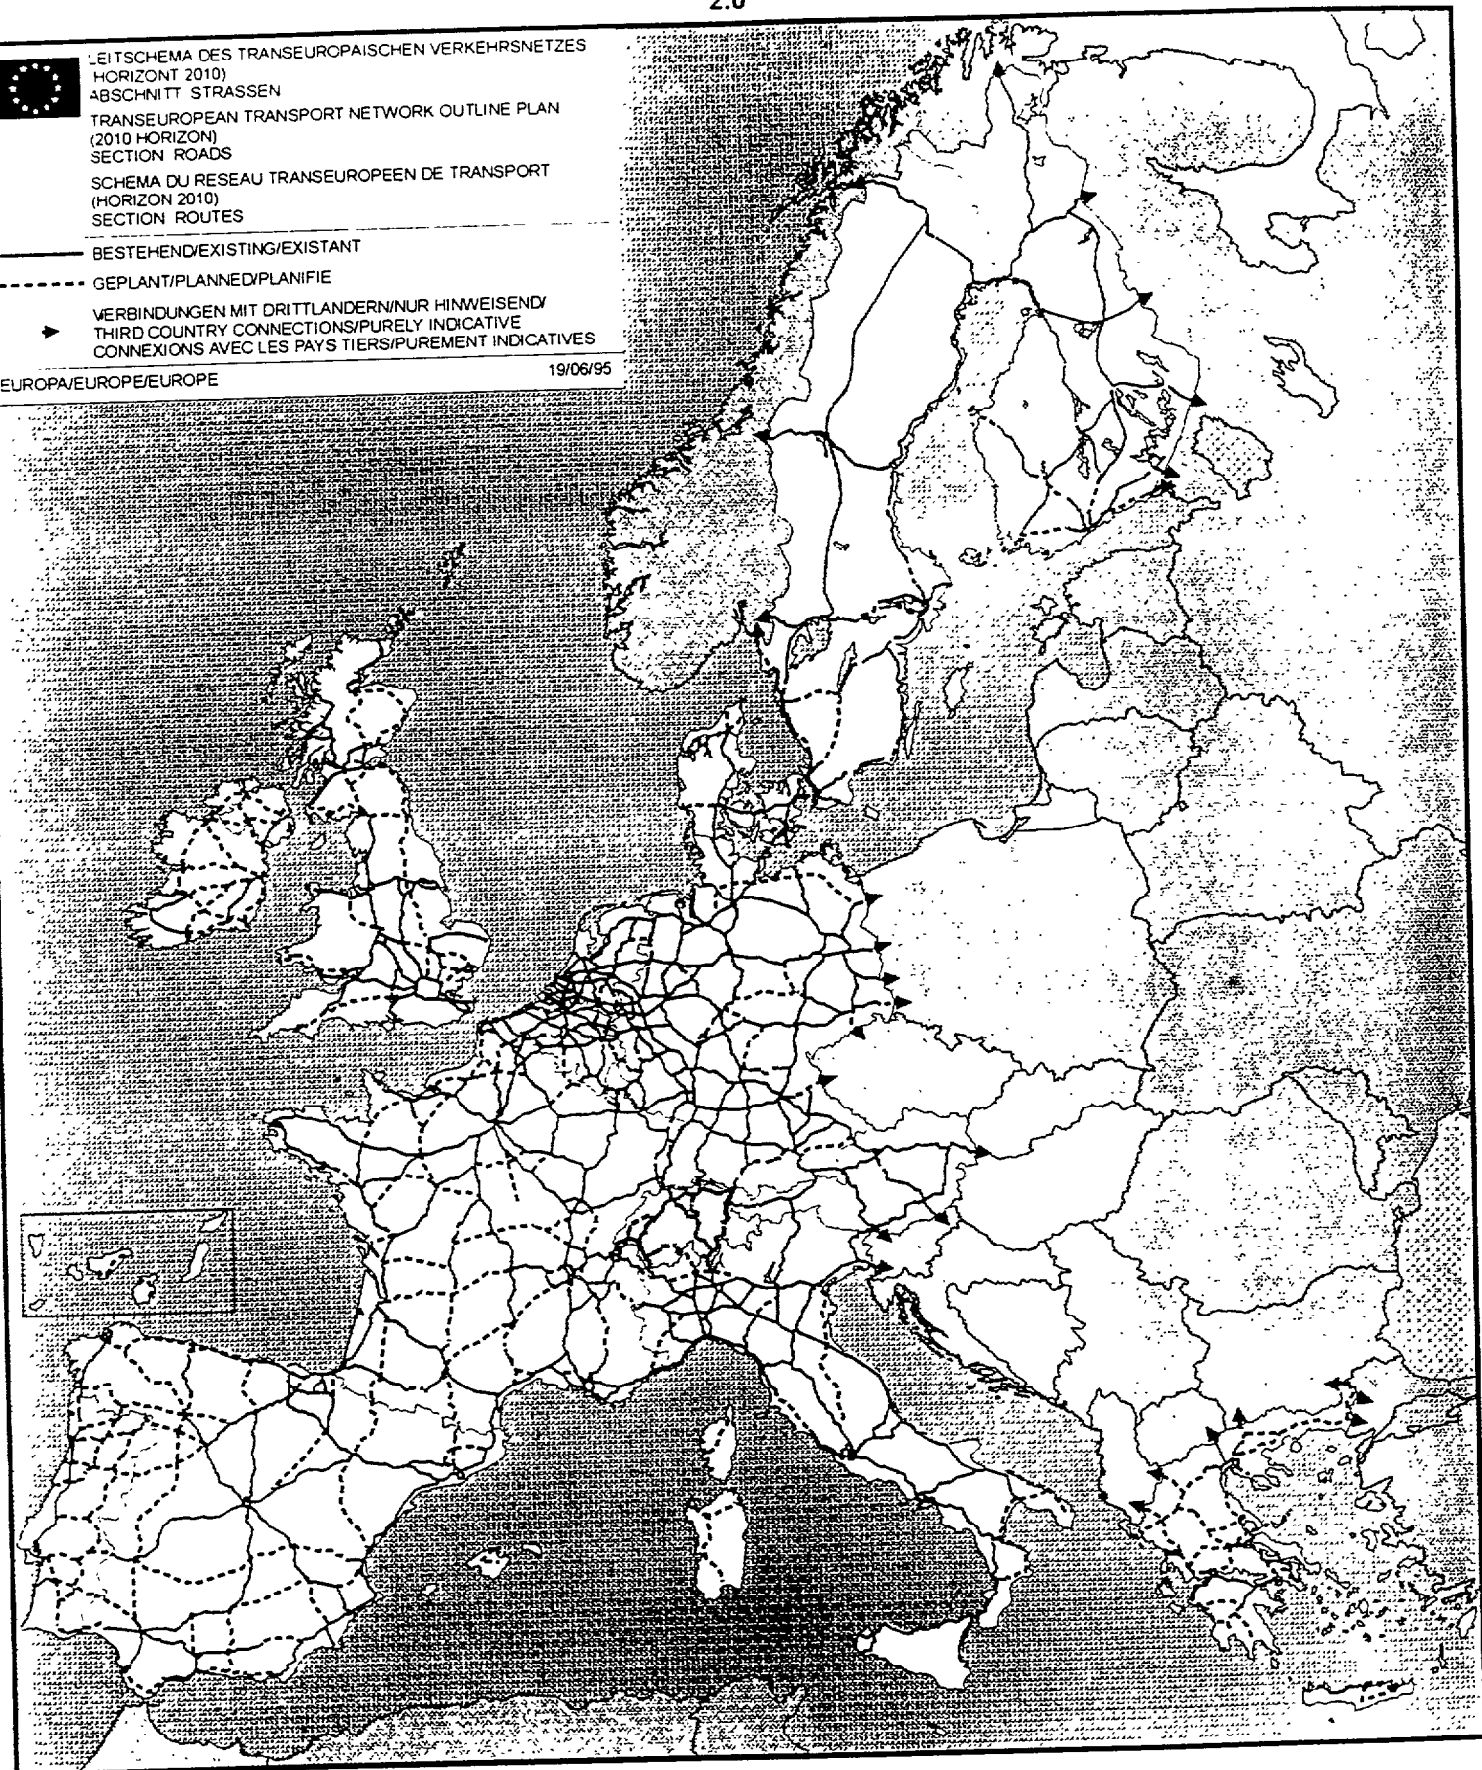 2.0
LEITSCHEMA DES TRANSEUROPAISCHEN VERKEHRSNETZES
HORIZONT 2010)
ABSCHNITT STRASSEN
TRANSEUROPEAN TRANSPORT NETWORK OUTLINE PLAN
(2010 HORIZON)
SECTION ROADS
SCHEMA DU RESEAU TRANSEUROPEEN DE TRANSPORT
(HORIZON 2010)
SECTION ROUTES
BESTEHEND/EXISTING/EXISTANT
GEPLANT/PLANNED/PLANIFIE
VERBINDUNGEN MIT DRITTLANDERN/NUR HINWEISEND/
THIRD COUNTRY CONNECTIONS/PURELY INDICATIVE
CONNEXIONS AVEC LES PAYS TIERS/PUREMENT INDICATIVES
EUROPA/EUROPE/EUROPE 19/06/95